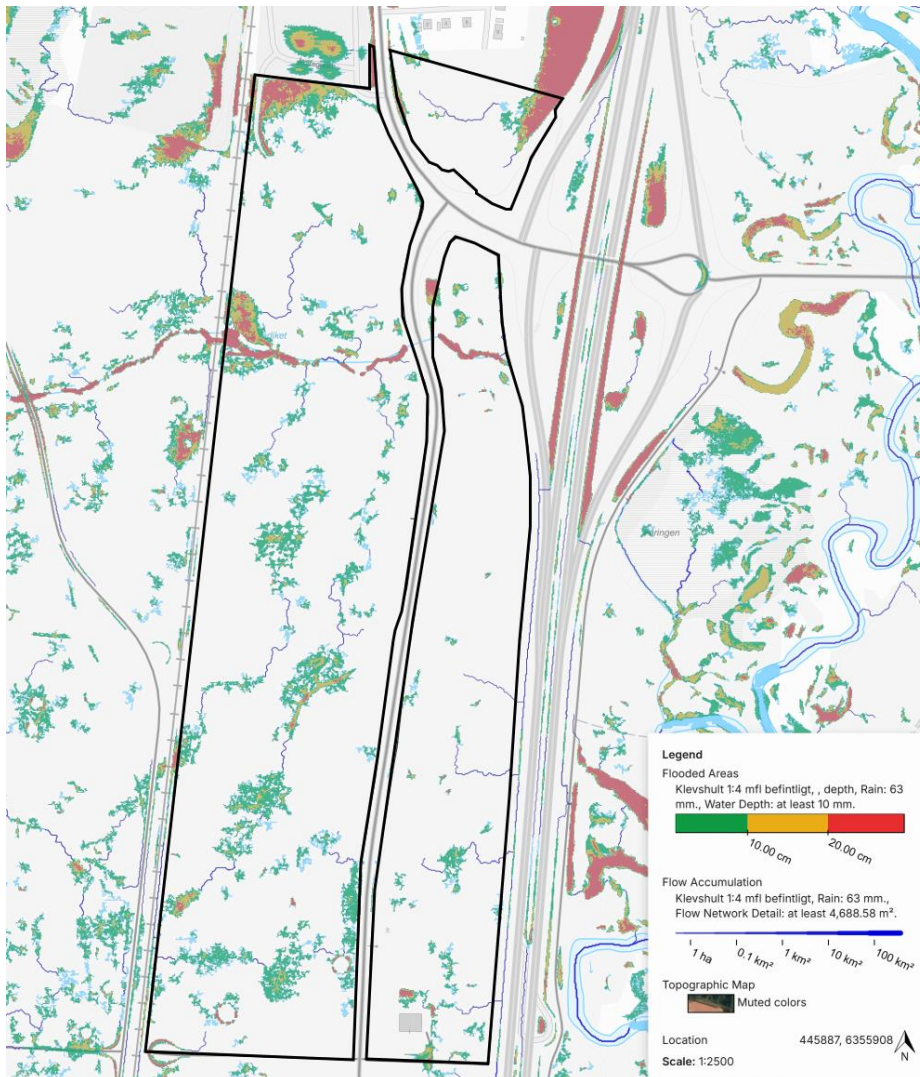 Legend
Flooded Areas
Klevshult 1:4 mfl befintligt, , depth, Rain: 63
mm., Water Depth: at least 10 mm.
10.00 cm
20.00 cm
Flow Accumulation
Klevshult 1:4 mfl befintligt, Rain: 63 mm.,
Flow Network Detail: at least 4,688.58 m².
1 ha
0.1 km²
1 km²
10 km²
100 km²
Topographic Map
Muted colors
Location 445887, 6355908
Scale: 1:2500
N